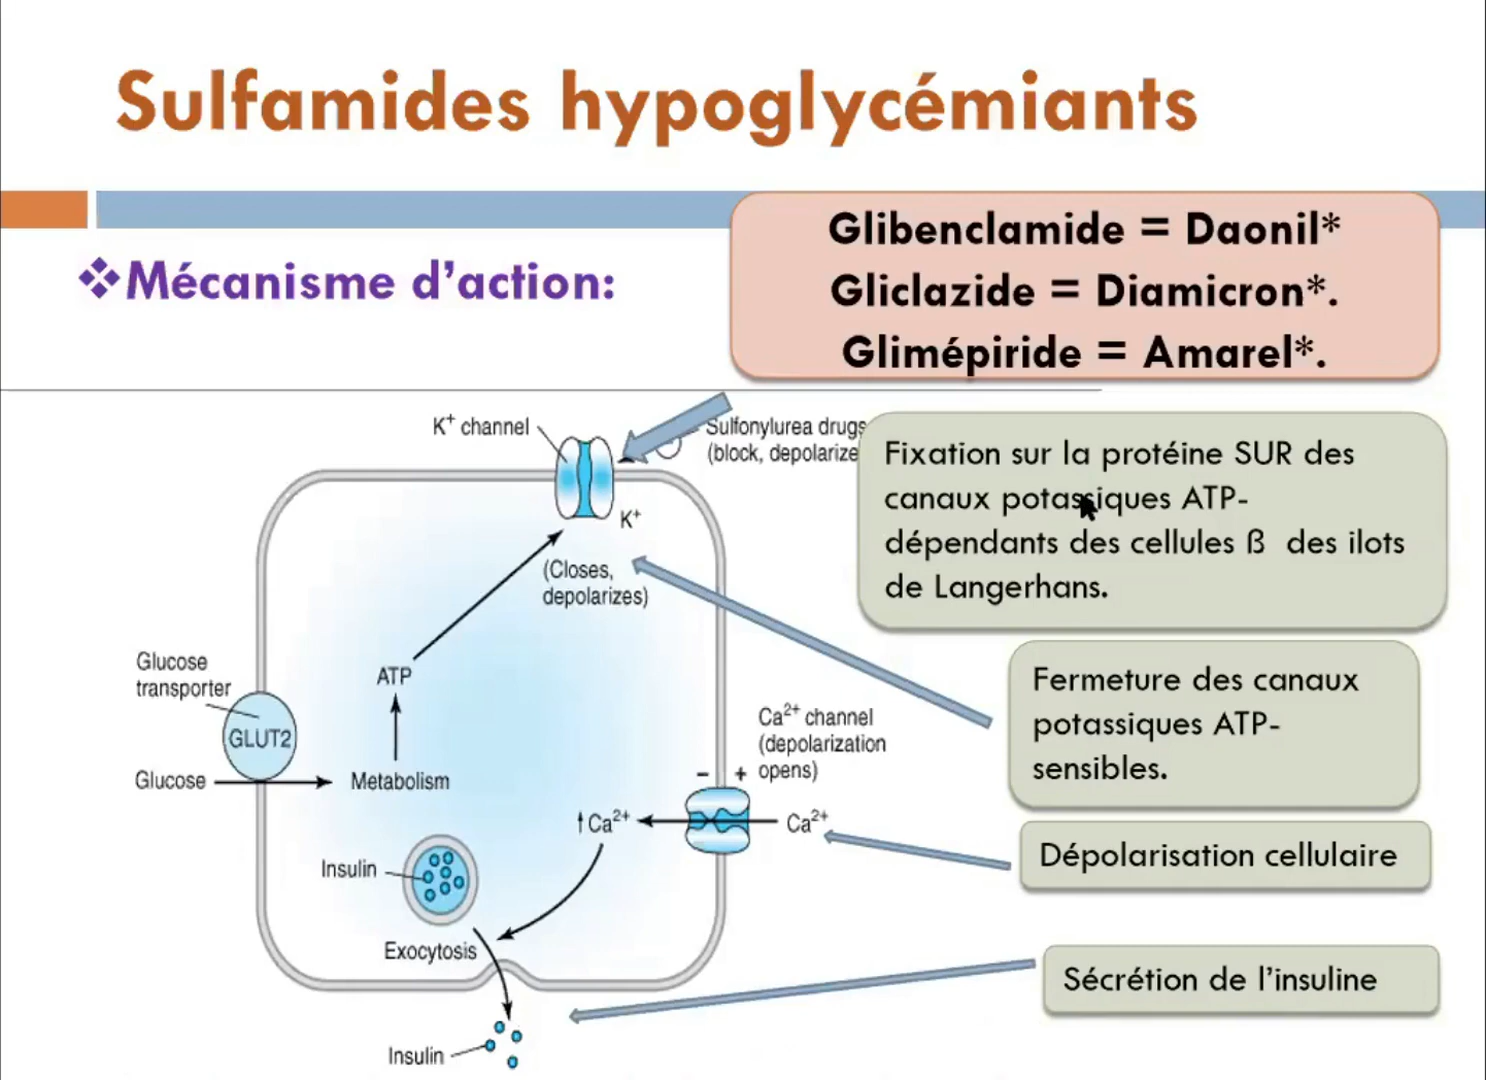 Sulfamides hypoglycémiants
❖Mécanisme d’action:
Glibenclamide = Daonil*
Gliclazide = Diamicron*.
Glimépiride = Amarel*.
K+ channel
Sulfonylurea drugs
(block, depolarize
K+
(Closes,
depolarizes)
ATP
Glucose
transporter
GLUT2
Glucose
Metabolism
Ca2+ channel
(depolarization
opens)
- +
↑Ca2+
Ca2+
Insulin
Exocytosis
Insulin
Fixation sur la protéine SUR des
canaux potassiques ATP-
dépendants des cellules ß des ilots
de Langerhans.
Fermeture des canaux
potassiques ATP-
sensibles.
Dépolarisation cellulaire
Sécrétion de l’insuline